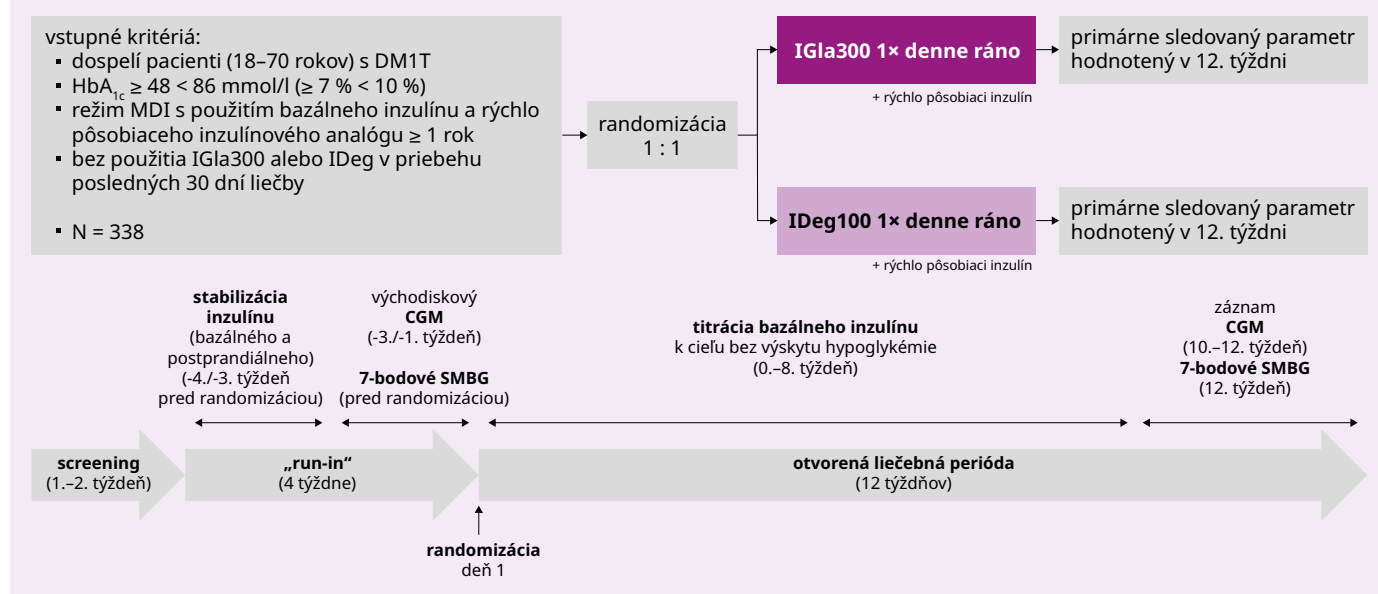 vstupné kritériá:
▪ dospelí pacienti (18–70 rokov) s DM1T
▪ HbA1c ≥ 48 < 86 mmol/l (≥ 7 % < 10 %)
▪ režim MDI s použitím bazálneho inzulínu a rýchlo
pôsobiaceho inzulínového analógu ≥ 1 rok
▪ bez použitia IGla300 alebo IDeg v priebehu
posledných 30 dní liečby
▪ N = 338
randomizácia
1 : 1
IGla300 1× denne ráno
+ rýchlo pôsobiaci inzulín
primárne sledovaný parametr
hodnotený v 12. týždni
IDeg100 1× denne ráno
+ rýchlo pôsobiaci inzulín
primárne sledovaný parametr
hodnotený v 12. týždni
stabilizácia
inzulínu
(bazálného a
postprandiálneho)
(-4./-3. týždeň
pred randomizáciou)
východiskový
CGM
(-3./-1. týždeň)
7-bodové SMBG
(pred randomizáciou)
titrácia bazálneho inzulínu
k cieľu bez výskytu hypoglykémie
(0.–8. týždeň)
záznam
CGM
(10.–12. týždeň)
7-bodové SMBG
(12. týždeň)
screening
(1.–2. týždeň)
„run-in“
(4 týždne)
otvorená liečebná perióda
(12 týždňov)
randomizácia
deň 1